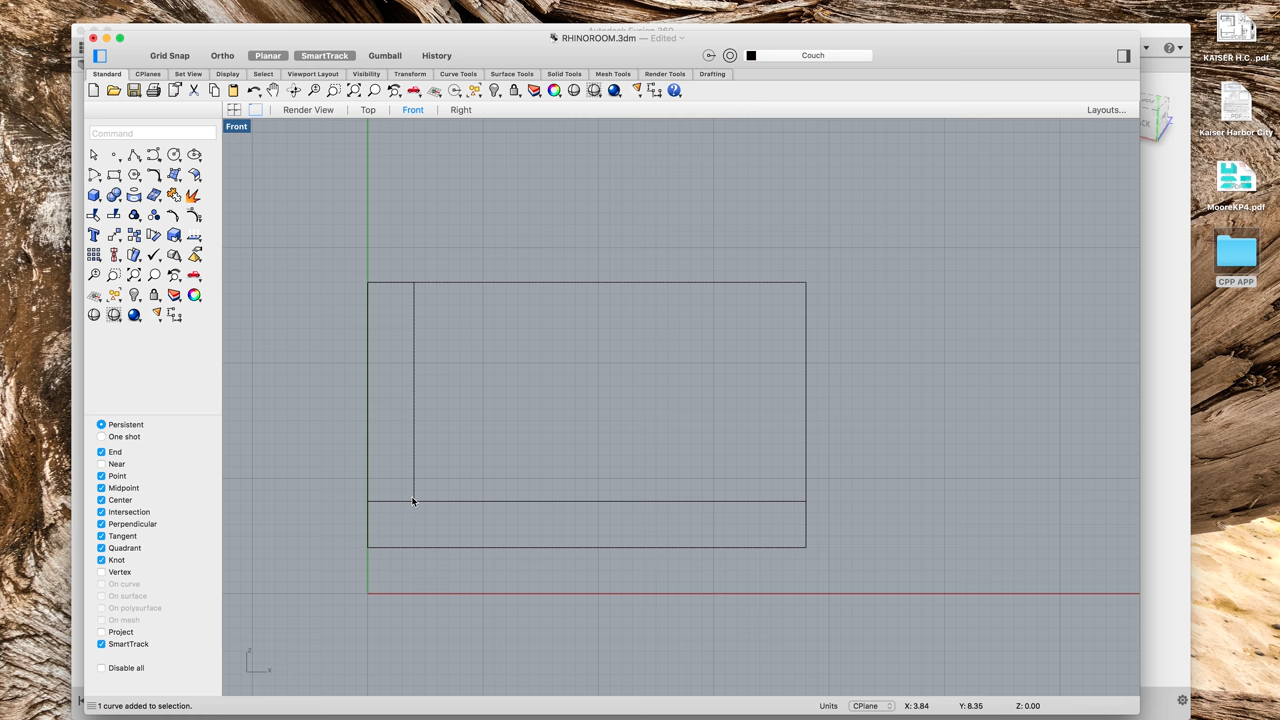 Autodesk Fusion 360
RHINOROOM.3dm — Edited
Grid Snap Ortho Planar SmartTrack Gumball History Couch
Standard CPlanes Set View Display Select Viewport Layout Visibility Transform Curve Tools Surface Tools Solid Tools Mesh Tools Render Tools Drafting
Render View Top Front Right Layouts...
Front
Command
Persistent
One shot
End
Near
Point
Midpoint
Center
Intersection
Perpendicular
Tangent
Quadrant
Knot
Vertex
On curve
On surface
On polysurface
On mesh
Project
SmartTrack
Disable all
z
x
1 curve added to selection. Units CPlane X: 3.84 Y: 8.35 Z: 0.00
Z
KAISER H.C._.pdf
PDF
Kaiser Harbor City
MooreKP4.pdf
CPP APP